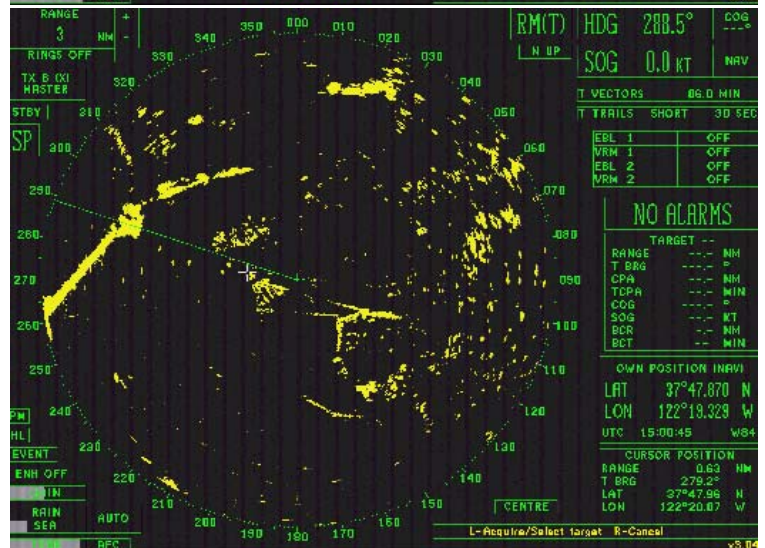 RANGE
3 NM
+
-
RINGS OFF
TX B (X)
MASTER
STBY
SP
RM(T)
N UP
HDG 288.5°
COG
---°
SOG 0.0 KT
NAV
T VECTORS 06.0 MIN
T TRAILS SHORT 30 SEC
EBL 1 OFF
VRM 1 OFF
EBL 2 OFF
VRM 2 OFF
NO ALARMS
TARGET --
RANGE ---.- NM
T BRG ---.- °
CPA ---.- NM
TCPA ---.- MIN
COG ---.- °
SOG ---.- KT
BCR ---.- NM
BCT -- MIN
OWN POSITION (NAV)
LAT 37°47.870 N
LON 122°19.329 W
UTC 15:00:45 W84
CURSOR POSITION
RANGE 0.63 NM
T BRG 279.2°
LAT 37°47.96 N
LON 122°20.07 W
L-Acquire/Select target R-Cancel
v3.04
CENTRE
000
010
020
030
040
050
060
070
080
090
100
110
120
130
140
150
160
170
180
190
200
210
220
230
240
250
260
270
280
290
300
310
320
330
340
350
PM
HL
EVENT
ENH OFF
GAIN
RAIN
SEA
AUTO
AFC